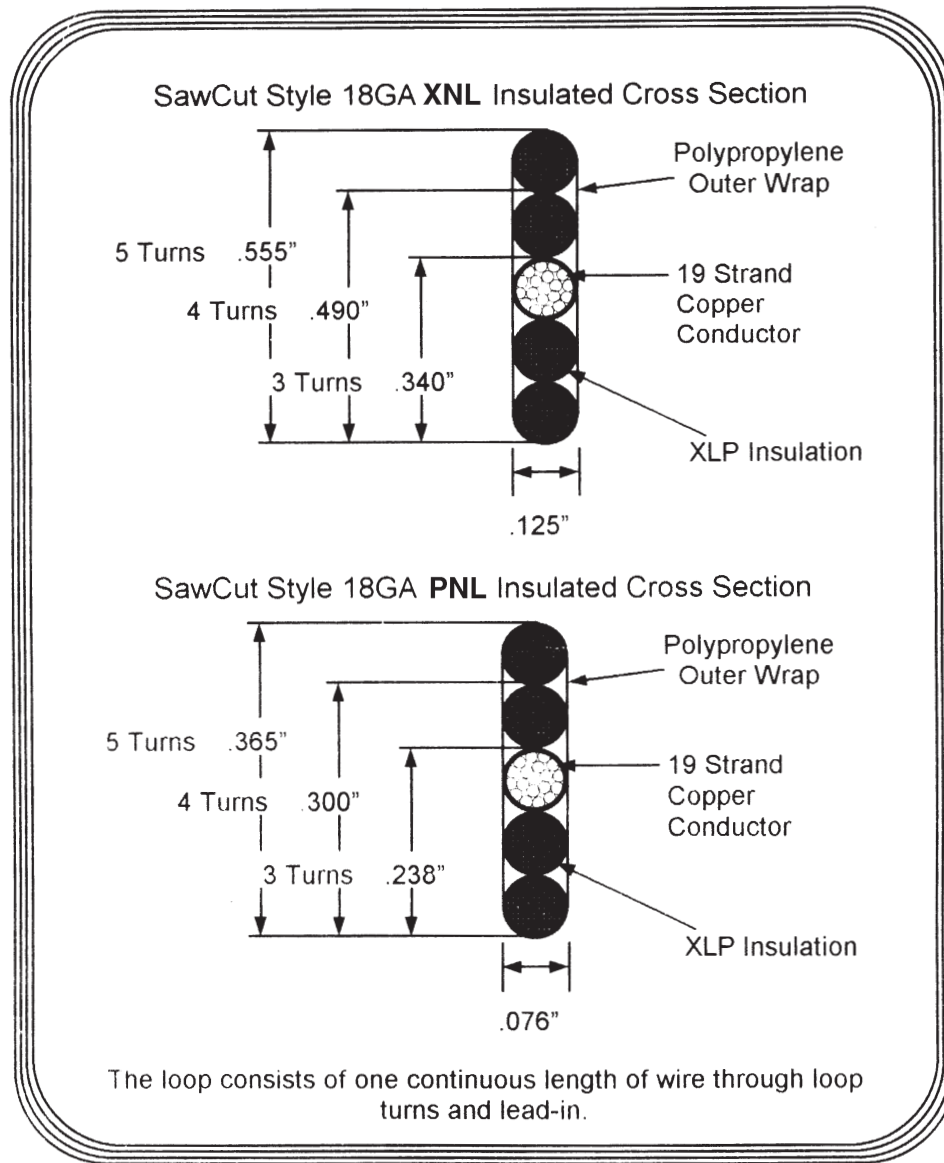 SawCut Style 18GA XNL Insulated Cross Section
Polypropylene
Outer Wrap
5 Turns .555”
19 Strand
Copper
Conductor
4 Turns .490”
3 Turns .340”
XLP Insulation
.125”
SawCut Style 18GA PNL Insulated Cross Section
Polypropylene
Outer Wrap
5 Turns .365”
19 Strand
Copper
Conductor
4 Turns .300”
3 Turns .238”
XLP Insulation
.076”
The loop consists of one continuous length of wire through loop
turns and lead-in.